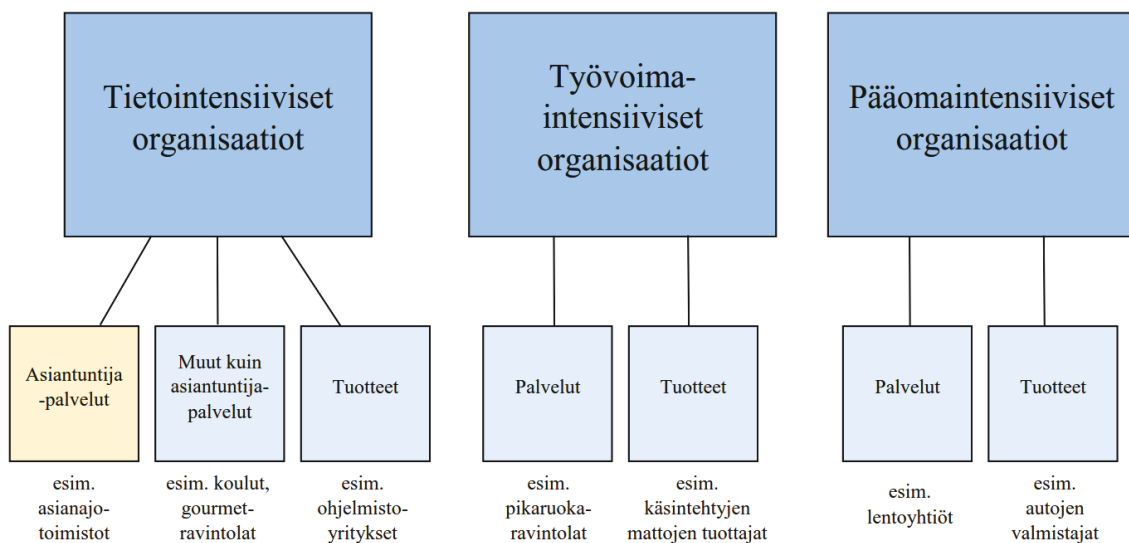 Tietointensiiviset
organisaatiot
Työvoima-
intensiiviset
organisaatiot
Pääomaintensiiviset
organisaatiot
Asiantuntija
-palvelut
Muut kuin
asiantuntija-
palvelut
Tuotteet
Palvelut
Tuotteet
Palvelut
Tuotteet
esim.
asianajo-
toimistot
esim. koulut,
gourmet-
ravintolat
esim.
ohjelmisto-
yritykset
esim.
pikaruoka-
ravintolat
esim.
käsintehtyjen
mattojen tuottajat
esim.
lentoyhtiöt
esim.
autojen
valmistajat